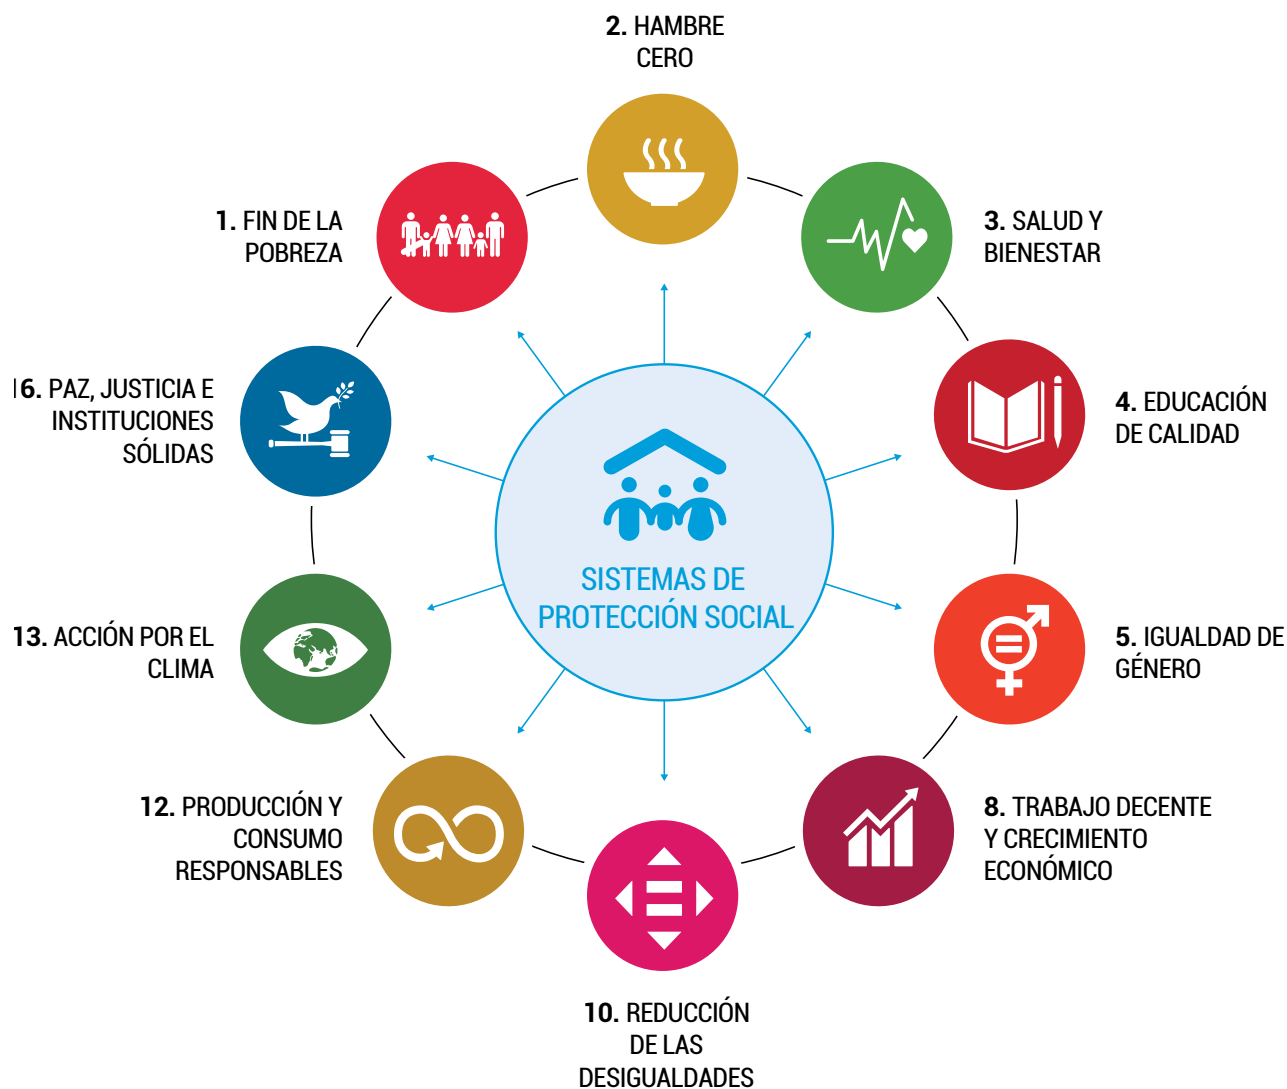 2. HAMBRE
CERO
1. FIN DE LA
POBREZA
3. SALUD Y
BIENESTAR
16. PAZ, JUSTICIA E
INSTITUCIONES
SÓLIDAS
4. EDUCACIÓN
DE CALIDAD
SISTEMAS DE
PROTECCIÓN SOCIAL
13. ACCIÓN POR EL
CLIMA
5. IGUALDAD DE
GÉNERO
12. PRODUCCIÓN Y
CONSUMO
RESPONSABLES
8. TRABAJO DECENTE
Y CRECIMIENTO
ECONÓMICO
10. REDUCCIÓN
DE LAS
DESIGUALDADES